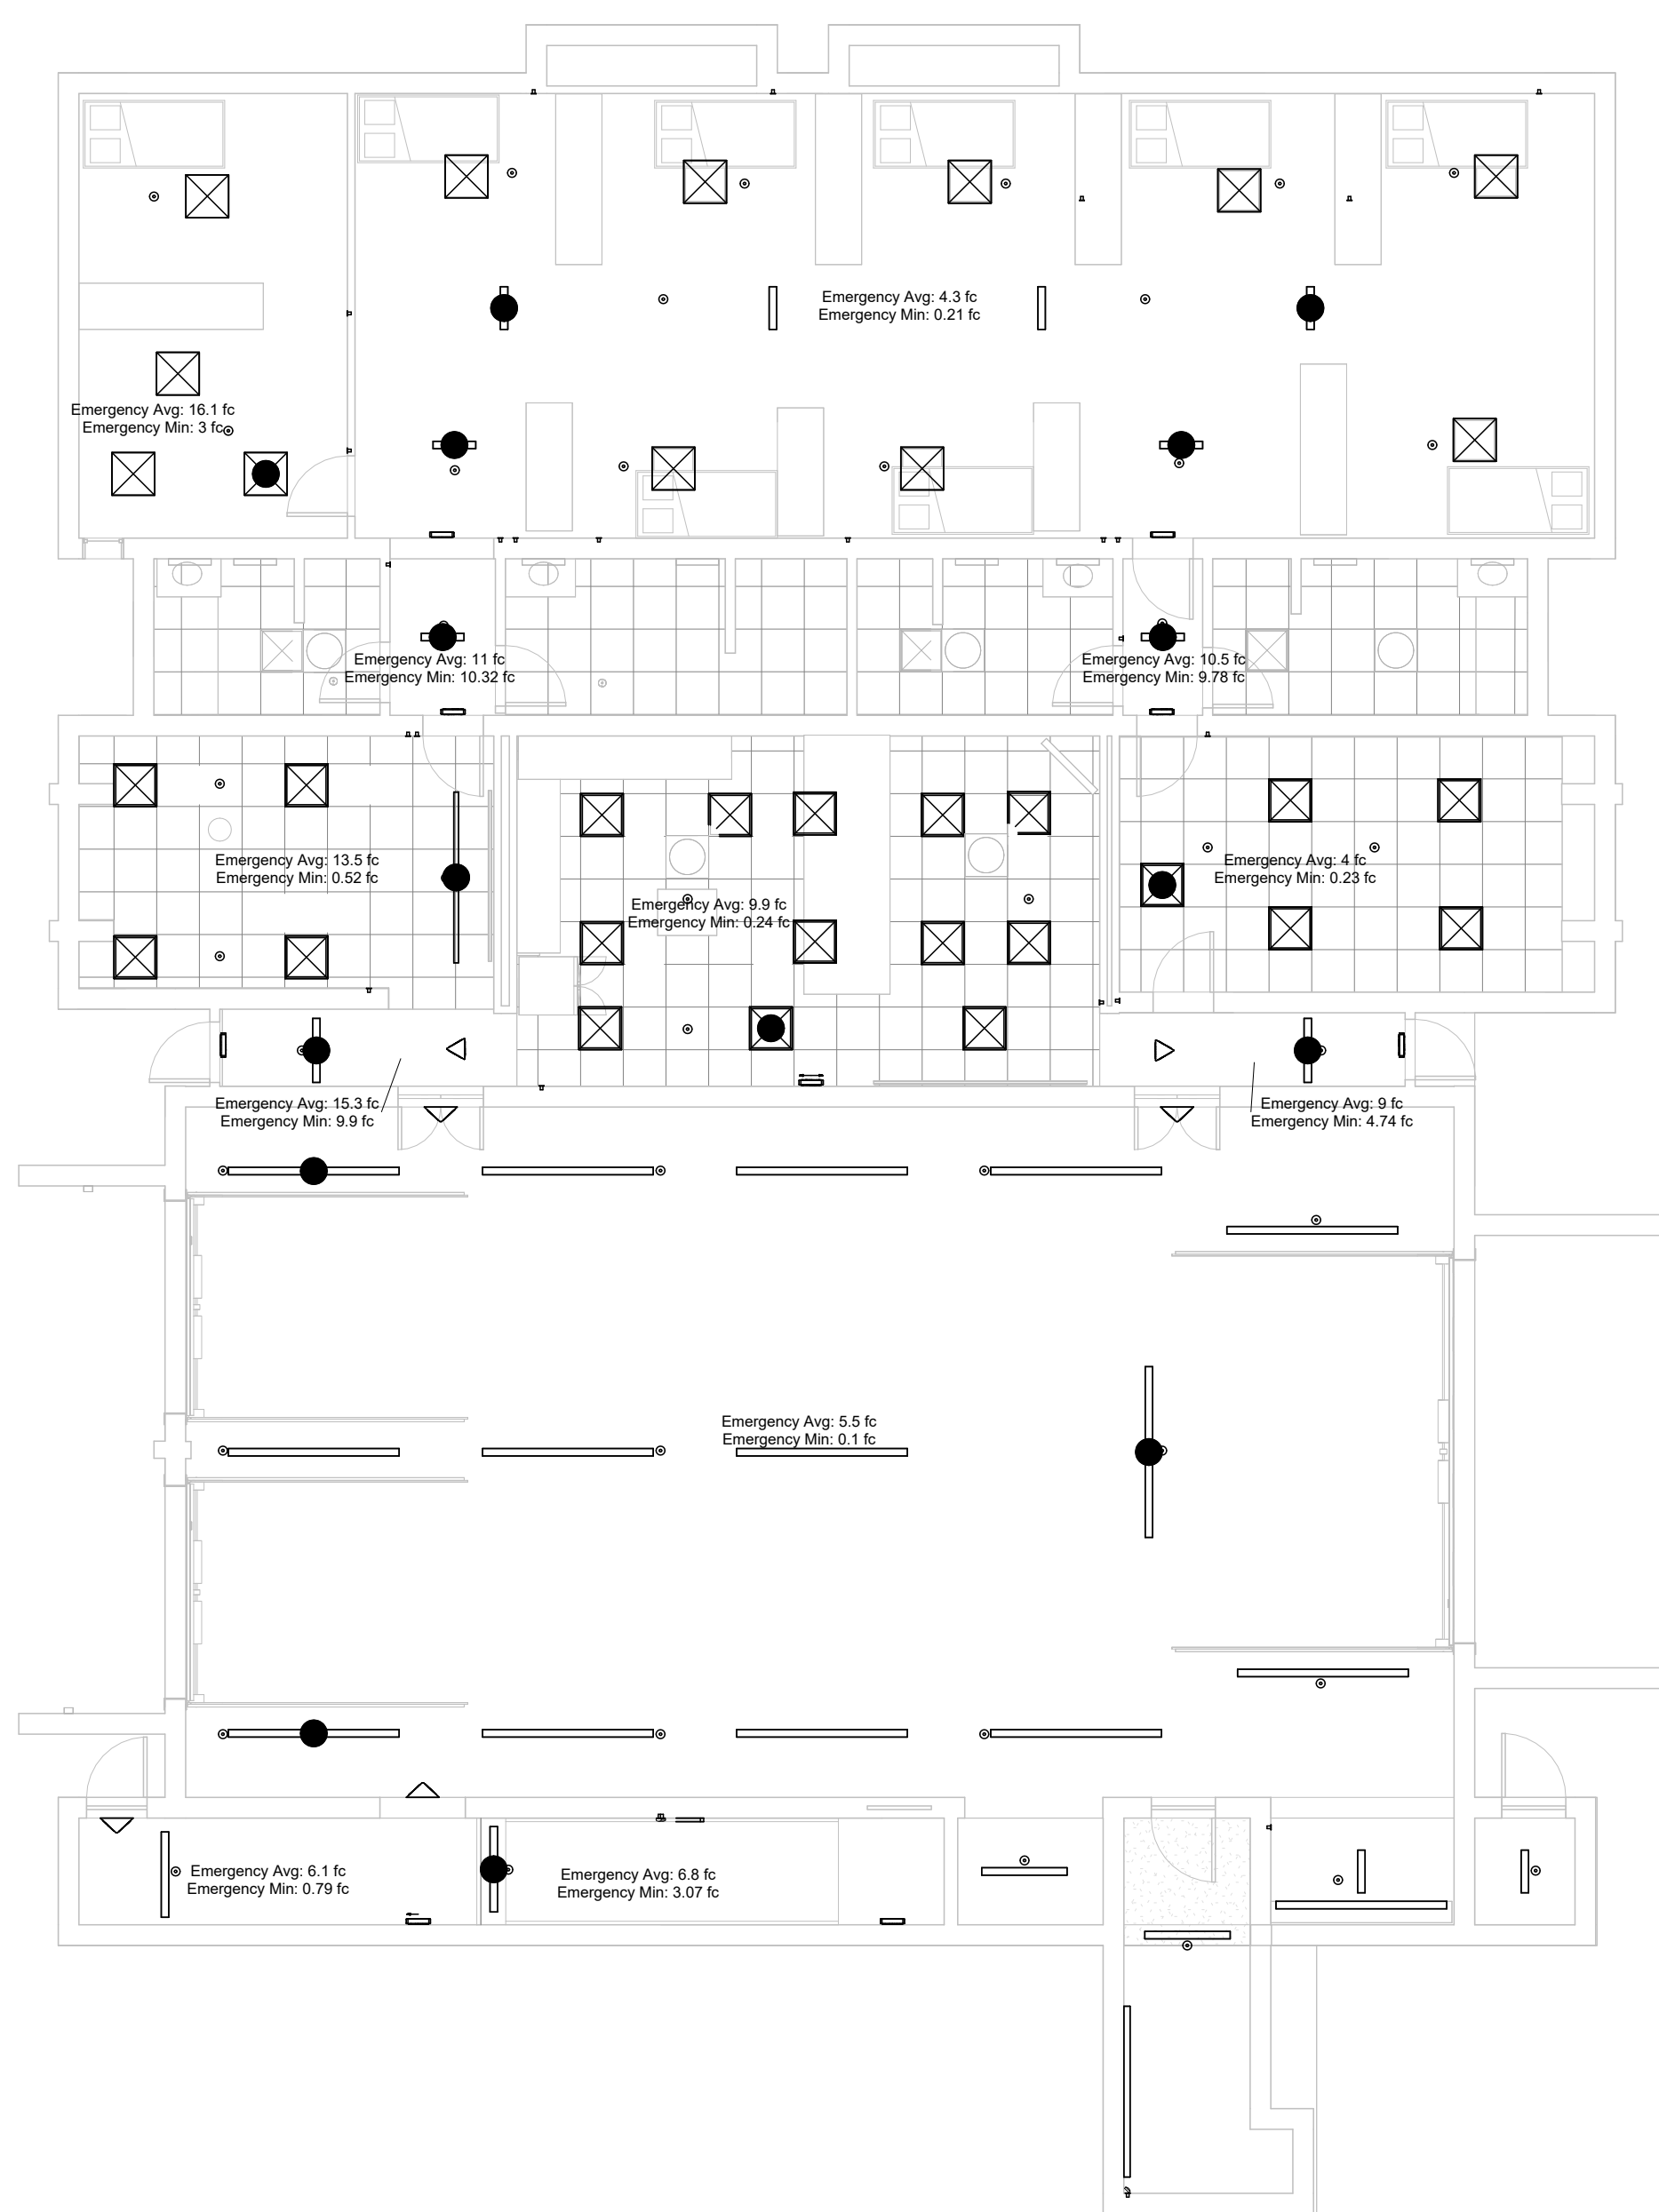 Emergency Avg: 4.3 fc
Emergency Min: 0.21 fc
Emergency Avg: 16.1 fc
Emergency Min: 3 fc
Emergency Avg: 11 fc
Emergency Min: 10.32 fc
Emergency Avg: 10.5 fc
Emergency Min: 9.78 fc
Emergency Avg: 13.5 fc
Emergency Min: 0.52 fc
Emergency Avg: 9.9 fc
Emergency Min: 0.24 fc
Emergency Avg: 4 fc
Emergency Min: 0.23 fc
Emergency Avg: 15.3 fc
Emergency Min: 9.9 fc
Emergency Avg: 9 fc
Emergency Min: 4.74 fc
Emergency Avg: 5.5 fc
Emergency Min: 0.1 fc
Emergency Avg: 6.1 fc
Emergency Min: 0.79 fc
Emergency Avg: 6.8 fc
Emergency Min: 3.07 fc